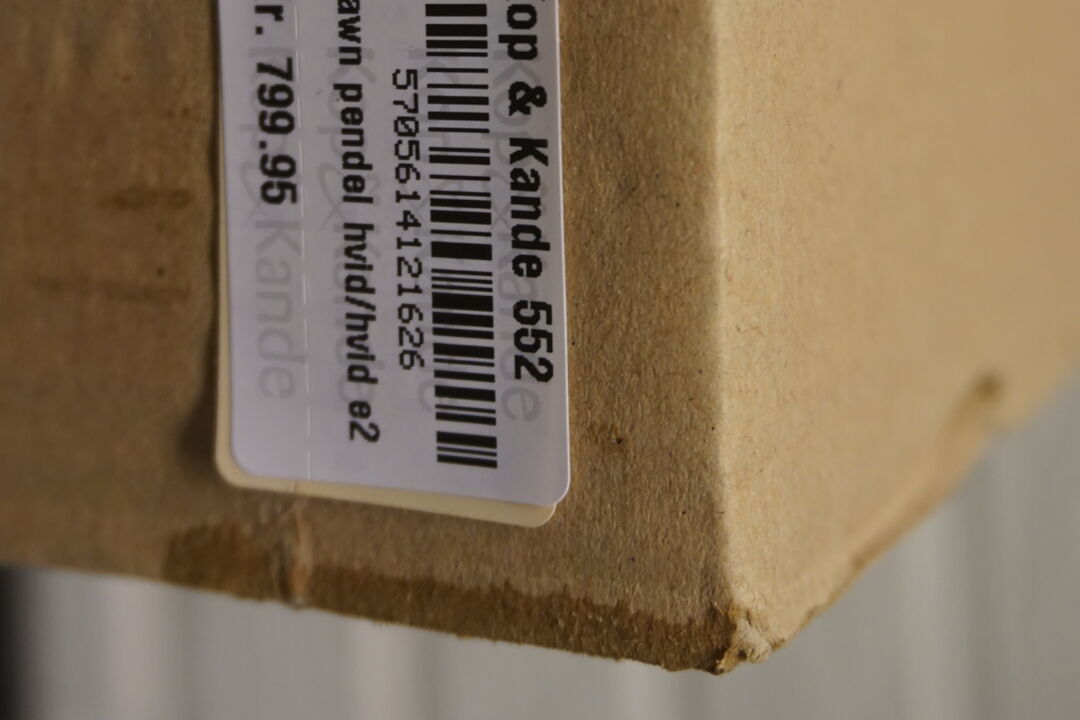 Kop & Kande 552
5705614121626
awn pendel hvid/hvid e2
r. 799.95